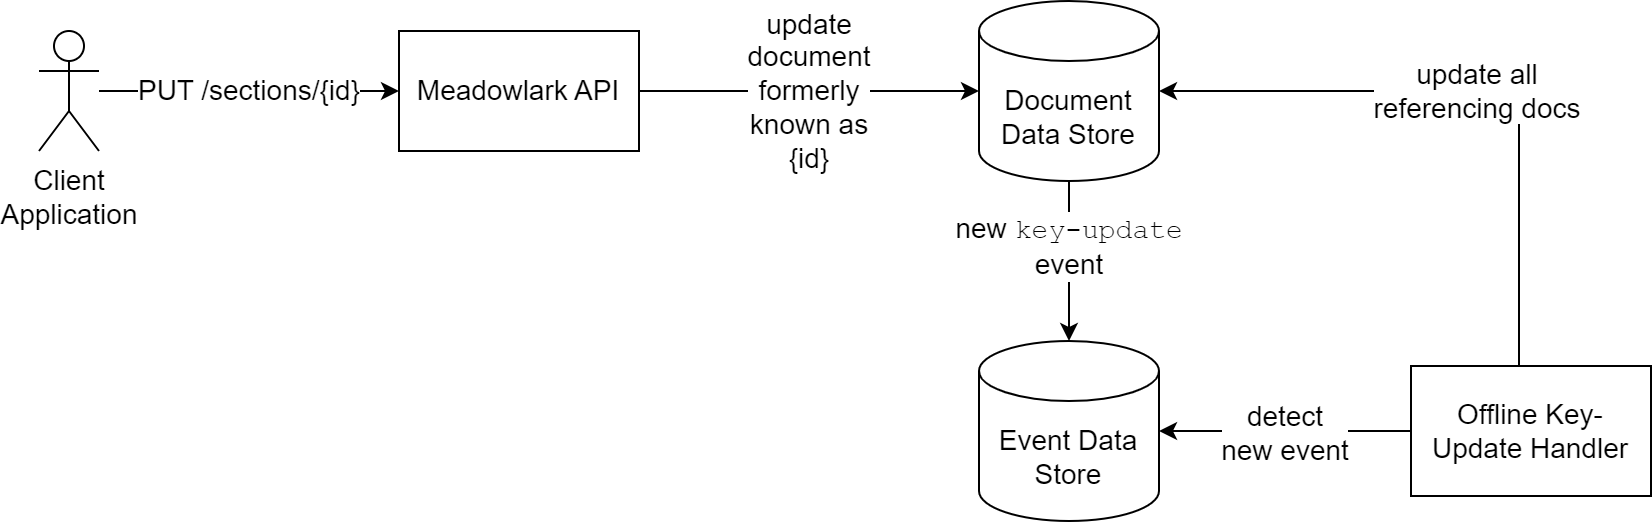 PUT /sections/{id}
Client
Application
Meadowlark API
update
document
formerly
known as
{id}
Document
Data Store
update all
referencing docs
new key-update
event
Event Data
Store
detect
new event
Offline Key-
Update Handler